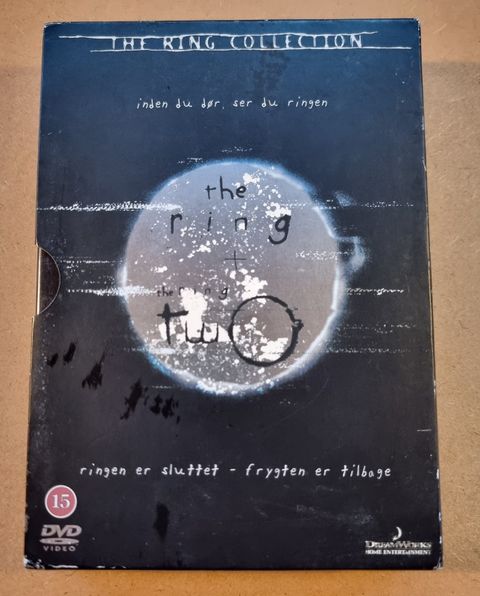 THE RING COLLECTION
inden du dør, ser du ringen
the
ring
+
the ring
two
ringen er sluttet - frygten er tilbage
15
DVD
VIDEO
DREAMWORKS
HOME ENTERTAINMENT